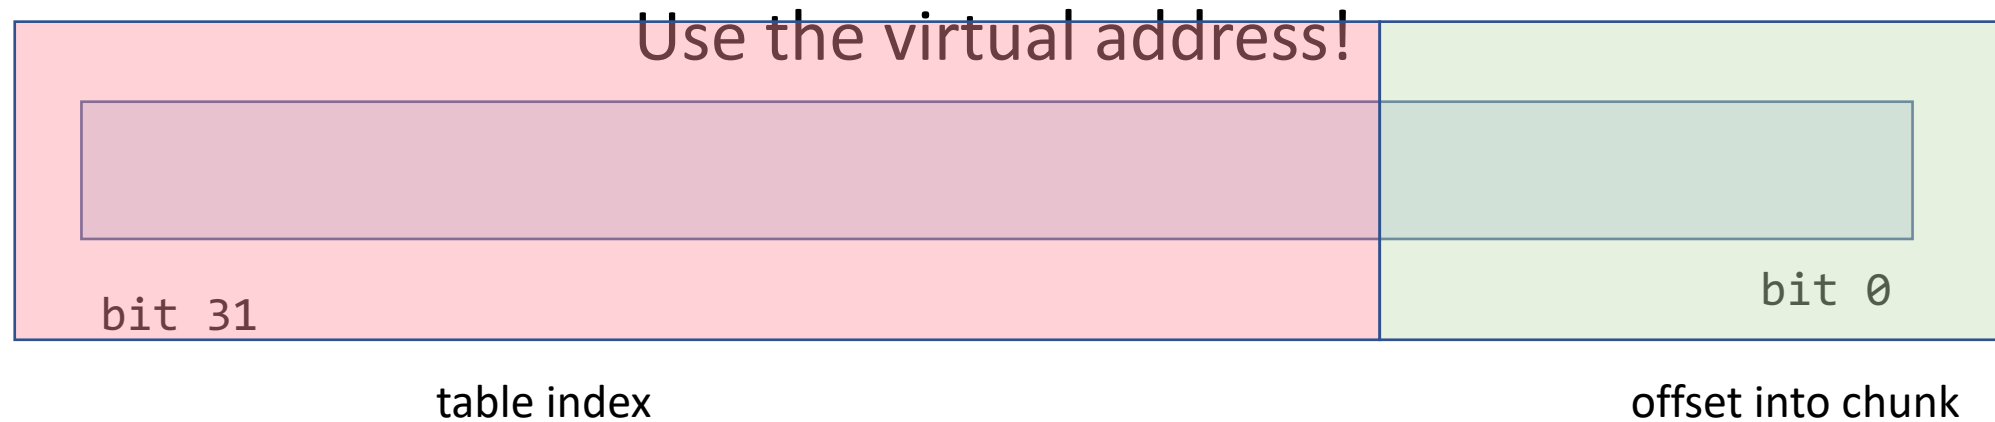 Use the virtual address!
bit 31
bit 0
table index
offset into chunk